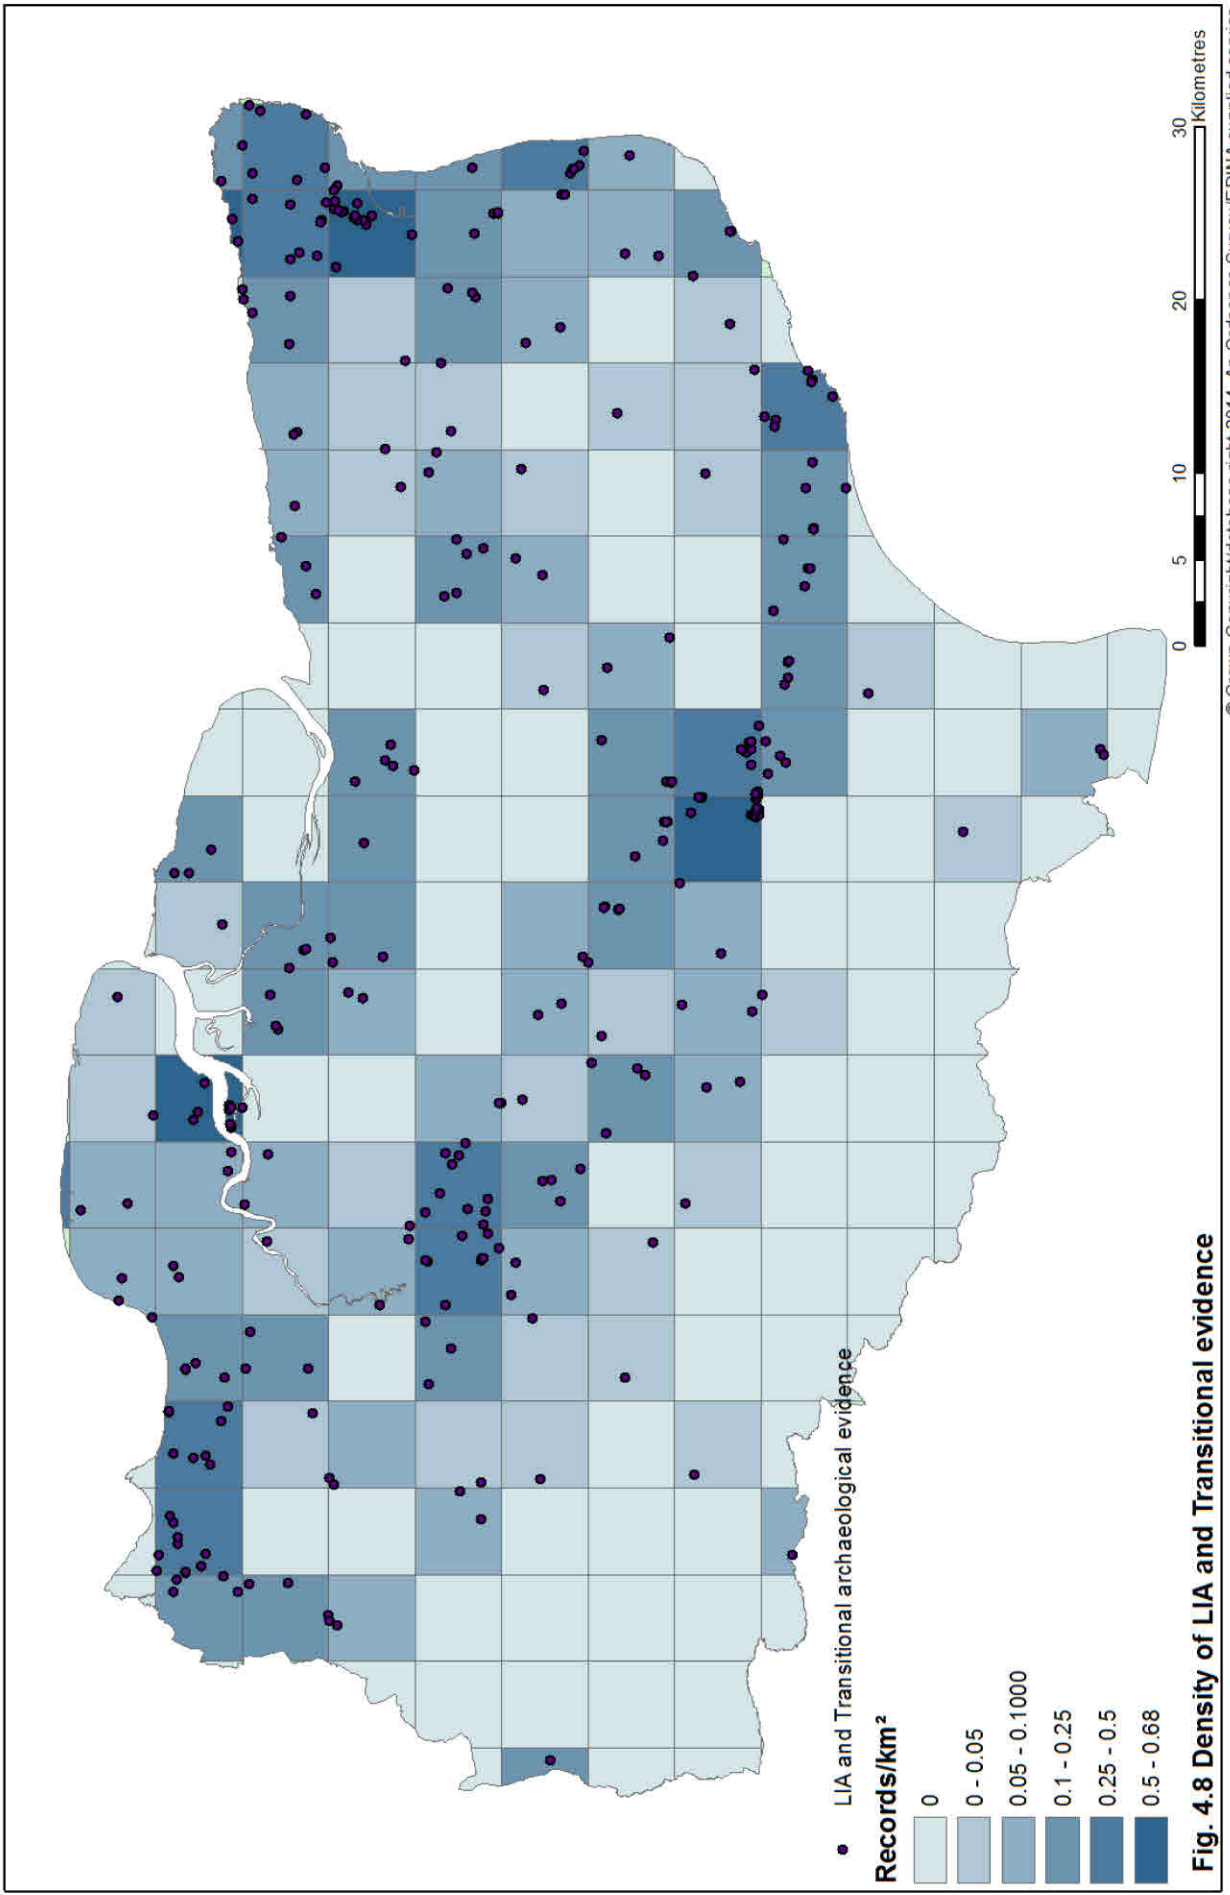 LIA and Transitional archaeological evidence
Records/km²
0
0 - 0.05
0.05 - 0.1000
0.1 - 0.25
0.25 - 0.5
0.5 - 0.68
Fig. 4.8 Density of LIA and Transitional evidence
0 5 10 20 30
Kilometres